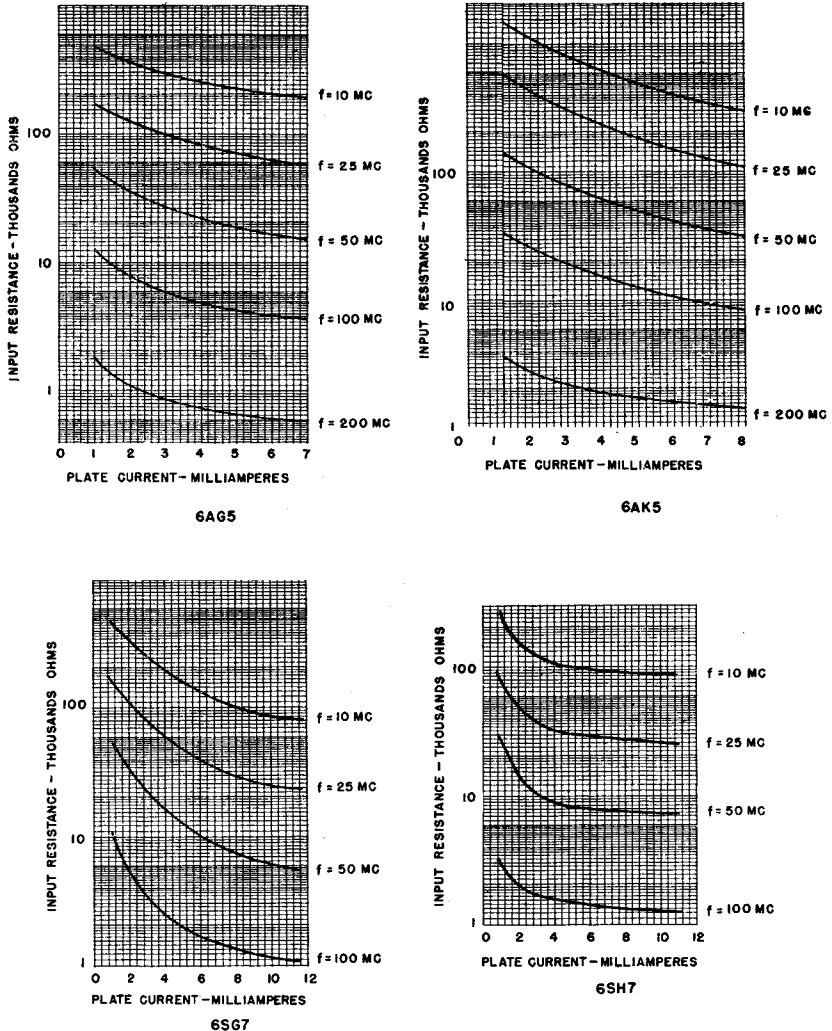 INPUT RESISTANCE - THOUSANDS OHMS
100
10
1
f = 10 MC
f = 25 MC
f = 50 MC
f = 100 MC
f = 200 MC
0 1 2 3 4 5 6 7
PLATE CURRENT - MILLIAMPERES
6AG5
INPUT RESISTANCE - THOUSANDS OHMS
100
10
1
f = 10 MC
f = 25 MC
f = 50 MC
f = 100 MC
f = 200 MC
0 1 2 3 4 5 6 7 8
PLATE CURRENT - MILLIAMPERES
6AK5
INPUT RESISTANCE - THOUSANDS OHMS
100
10
1
f = 10 MC
f = 25 MC
f = 50 MC
f = 100 MC
0 2 4 6 8 10 12
PLATE CURRENT - MILLIAMPERES
6SG7
INPUT RESISTANCE - THOUSANDS OHMS
100
10
1
f = 10 MC
f = 25 MC
f = 50 MC
f = 100 MC
0 2 4 6 8 10 12
PLATE CURRENT - MILLIAMPERES
6SH7